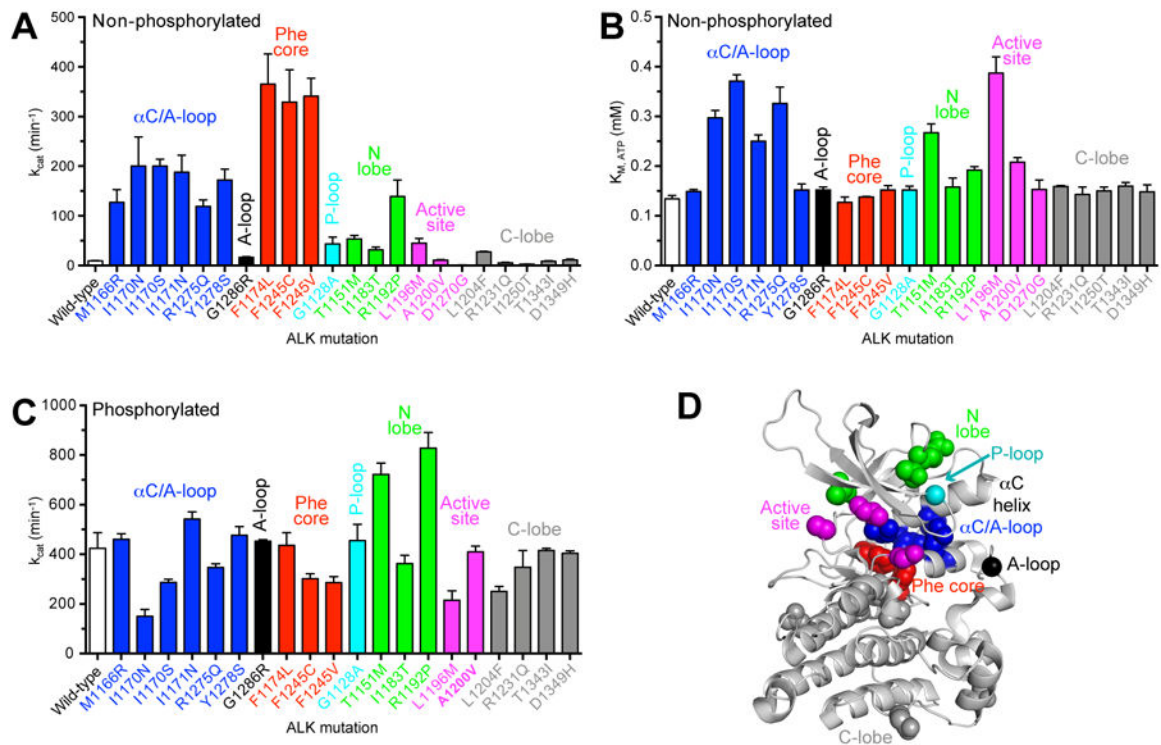 A
Non-phosphorylated
Phe
core
αC/A-loop
A-loop
P-loop
N
lobe
Active
site
C-lobe
kcat (min-1)
500
400
300
200
100
0
Wild-type
M1166R
I1170N
I1170S
I1171N
R1275Q
Y1278S
G1286R
F1174L
F1245C
F1245V
G1128A
T1151M
I1183T
R1192P
L1196M
A1200V
D1270G
L1204F
R1231Q
I1250T
T1343I
D1349H
ALK mutation
B
Non-phosphorylated
Active
site
αC/A-loop
N
lobe
A-loop
Phe
core
P-loop
C-lobe
KM, ATP (mM)
0.5
0.4
0.3
0.2
0.1
0.0
Wild-type
M1166R
I1170N
I1170S
I1171N
R1275Q
Y1278S
G1286R
F1174L
F1245C
F1245V
G1128A
T1151M
I1183T
R1192P
L1196M
A1200V
D1270G
L1204F
R1231Q
I1250T
T1343I
D1349H
ALK mutation
C
Phosphorylated
N
lobe
αC/A-loop
A-loop
Phe
core
P-loop
Active
site
C-lobe
kcat (min-1)
1000
800
600
400
200
0
Wild-type
M1166R
I1170N
I1170S
I1171N
R1275Q
Y1278S
G1286R
F1174L
F1245C
F1245V
G1128A
T1151M
I1183T
R1192P
L1196M
A1200V
L1204F
R1231Q
T1343I
D1349H
ALK mutation
D
N
lobe
P-loop
αC
helix
Active
site
αC/A-loop
A-loop
Phe core
C-lobe